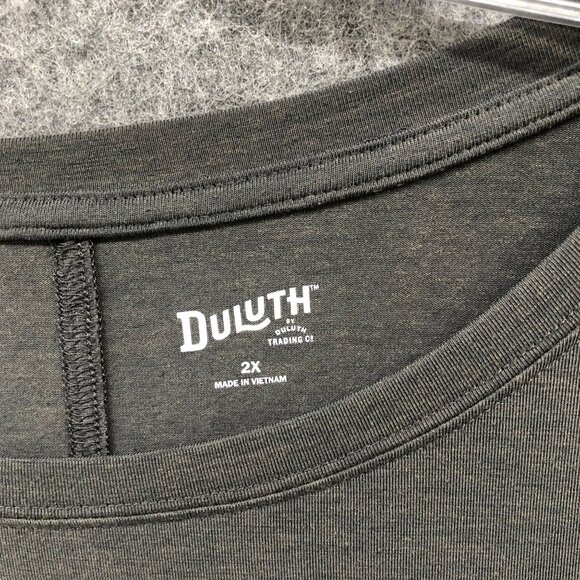 DULUTH™
BY
DULUTH
TRADING Cº
2X
MADE IN VIETNAM